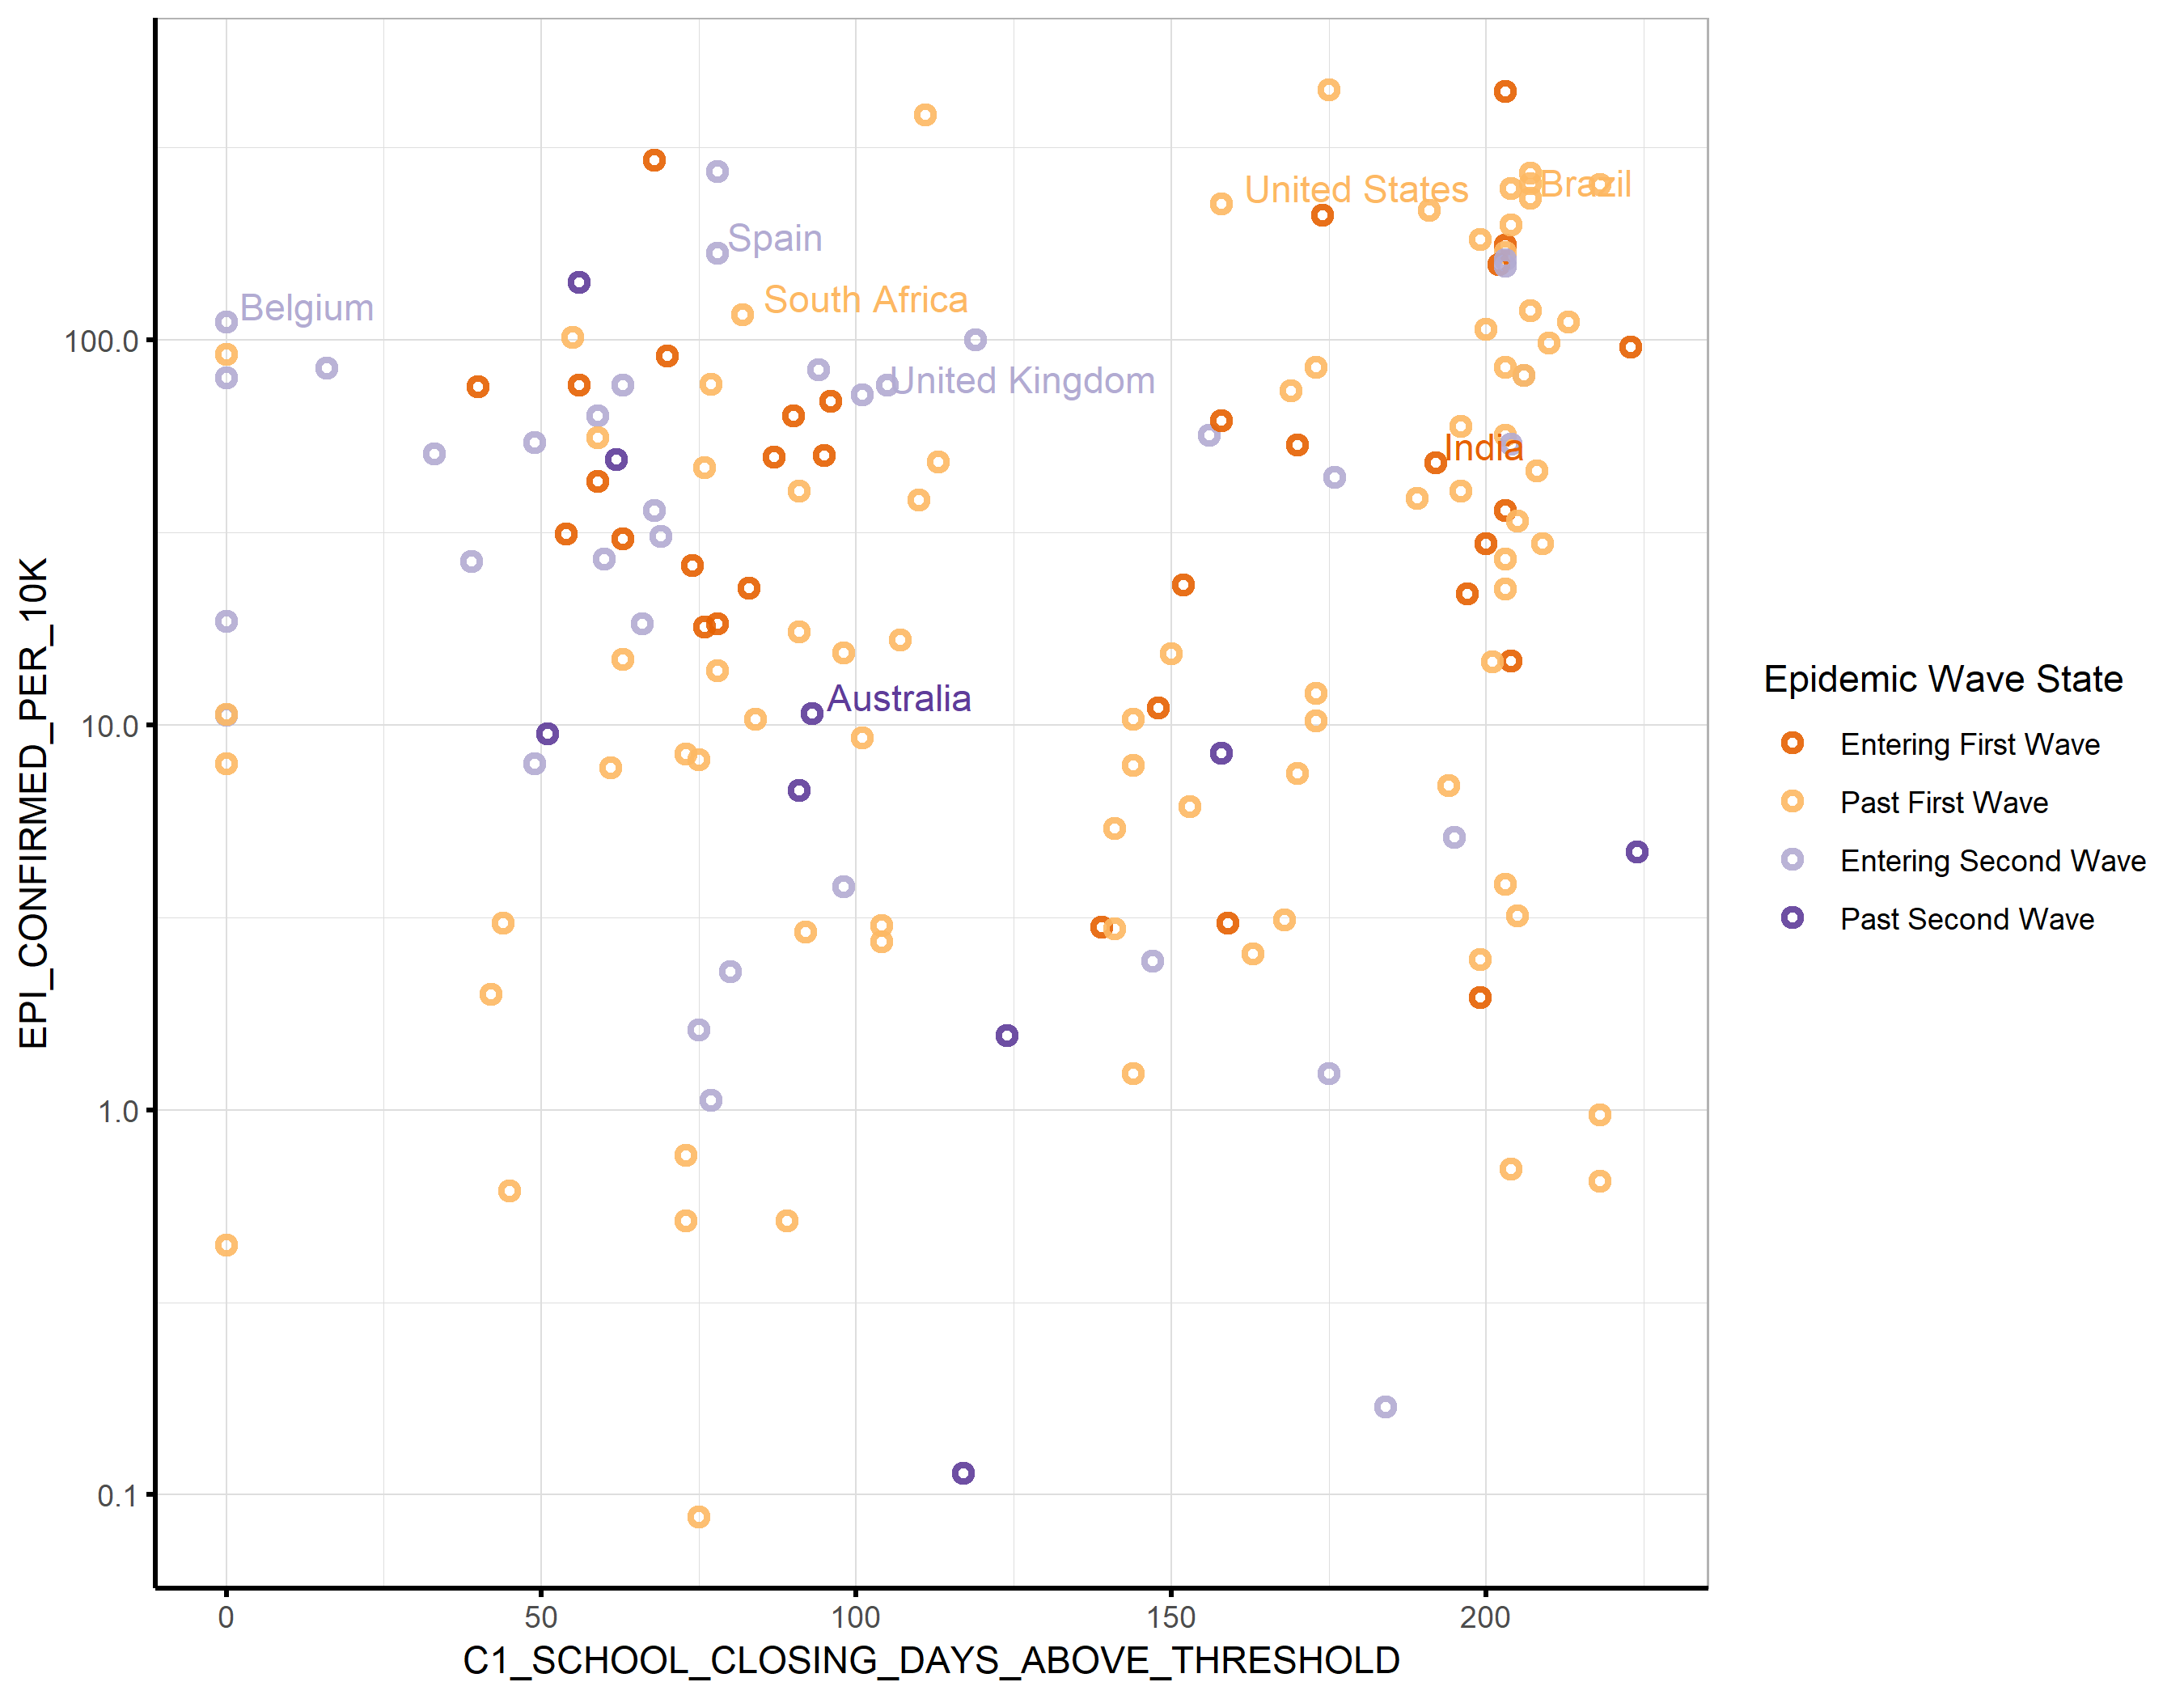 United States
Brazil
Spain
South Africa
Belgium
United Kingdom
India
Australia
100.0
10.0
1.0
0.1
EPI_CONFIRMED_PER_10K
0 50 100 150 200
C1_SCHOOL_CLOSING_DAYS_ABOVE_THRESHOLD
Epidemic Wave State
Entering First Wave
Past First Wave
Entering Second Wave
Past Second Wave